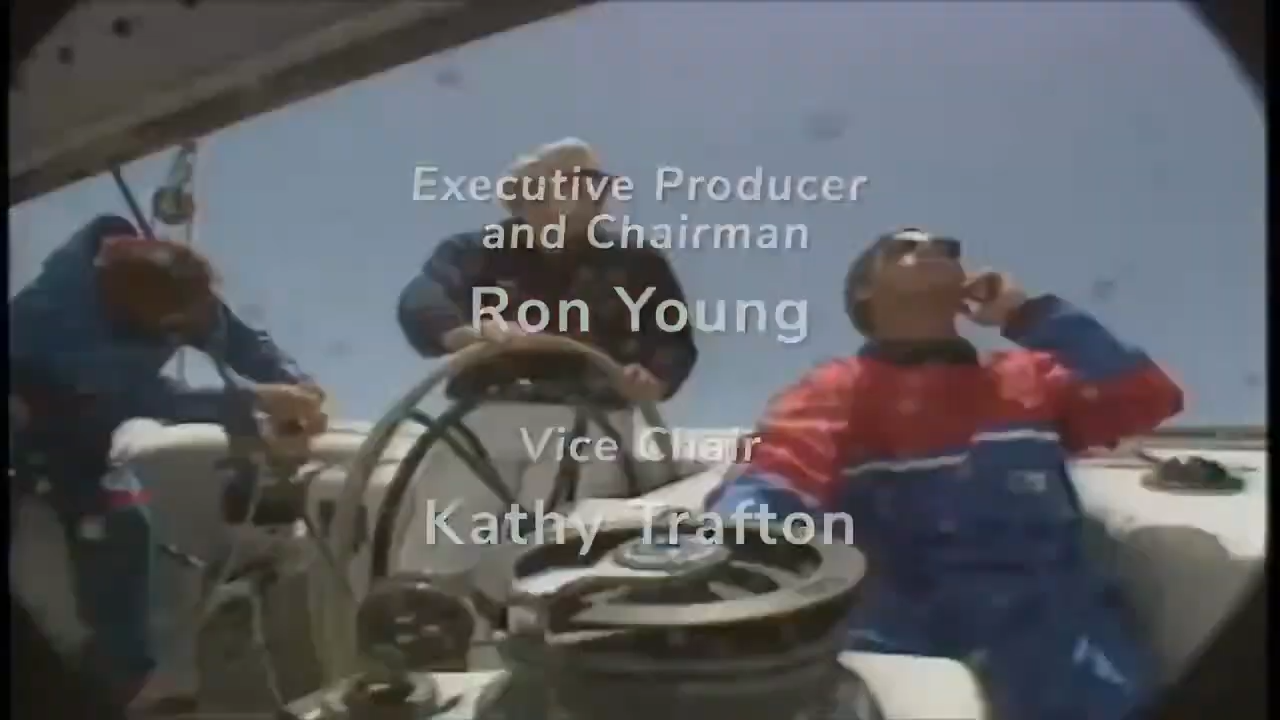 Executive Producer
and Chairman
Ron Young
Vice Chair
Kathy Trafton